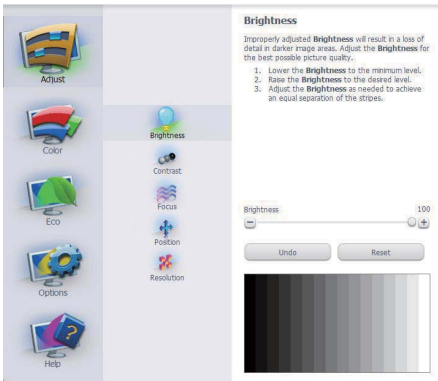 Adjust
Color
Eco
Options
?
Help
Brightness
Contrast
Focus
Position
Resolution
Brightness
Improperly adjusted Brightness will result in a loss of
detail in darker image areas. Adjust the Brightness for
the best possible picture quality.
1. Lower the Brightness to the minimum level.
2. Raise the Brightness to the desired level.
3. Adjust the Brightness as needed to achieve
an equal separation of the stripes.
Brightness 100
Undo Reset